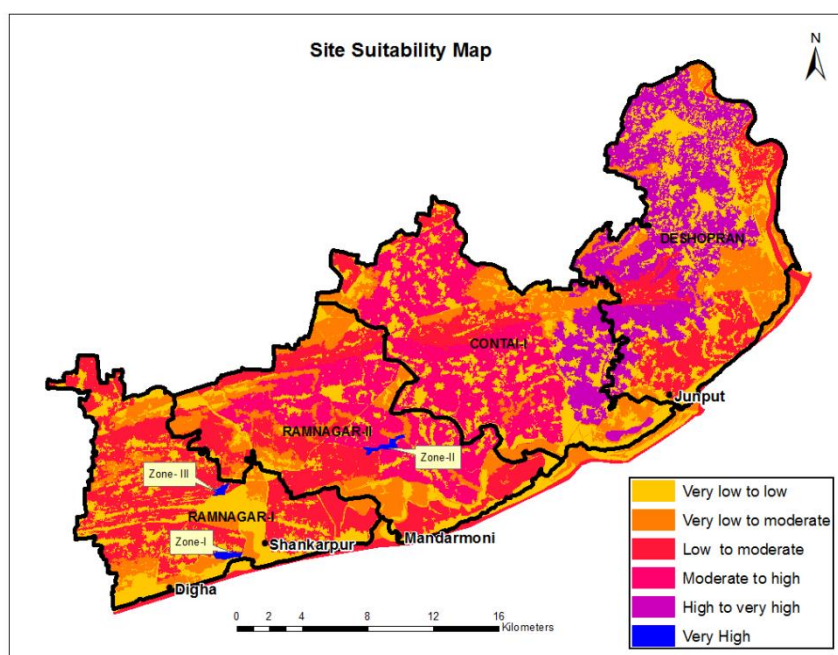 Site Suitability Map
N
DESHOPRAN
CONTAI-I
Junput
RAMNAGAR-II
Zone-II
Zone- III
RAMNAGAR-I
Zone-I
Shankarpur
Mandarmoni
Digha
0 2 4 8 12 16
Kilometers
Very low to low
Very low to moderate
Low to moderate
Moderate to high
High to very high
Very High